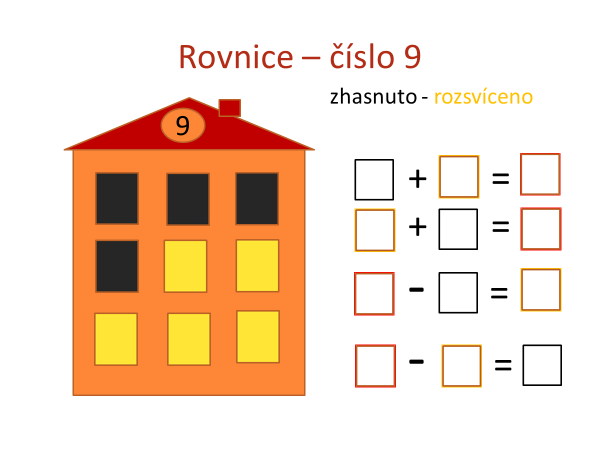 Rovnice – číslo 9
zhasnuto - rozsvíceno
9
+ =
+ =
- =
- =